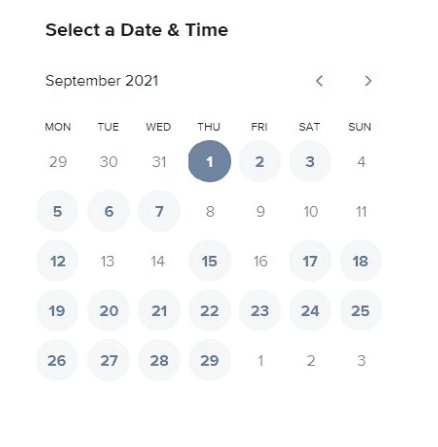 Select a Date & Time
September 2021
MON TUE WED THU FRI SAT SUN
29 30 31 1 2 3 4
5 6 7 8 9 10 11
12 13 14 15 16 17 18
19 20 21 22 23 24 25
26 27 28 29 1 2 3